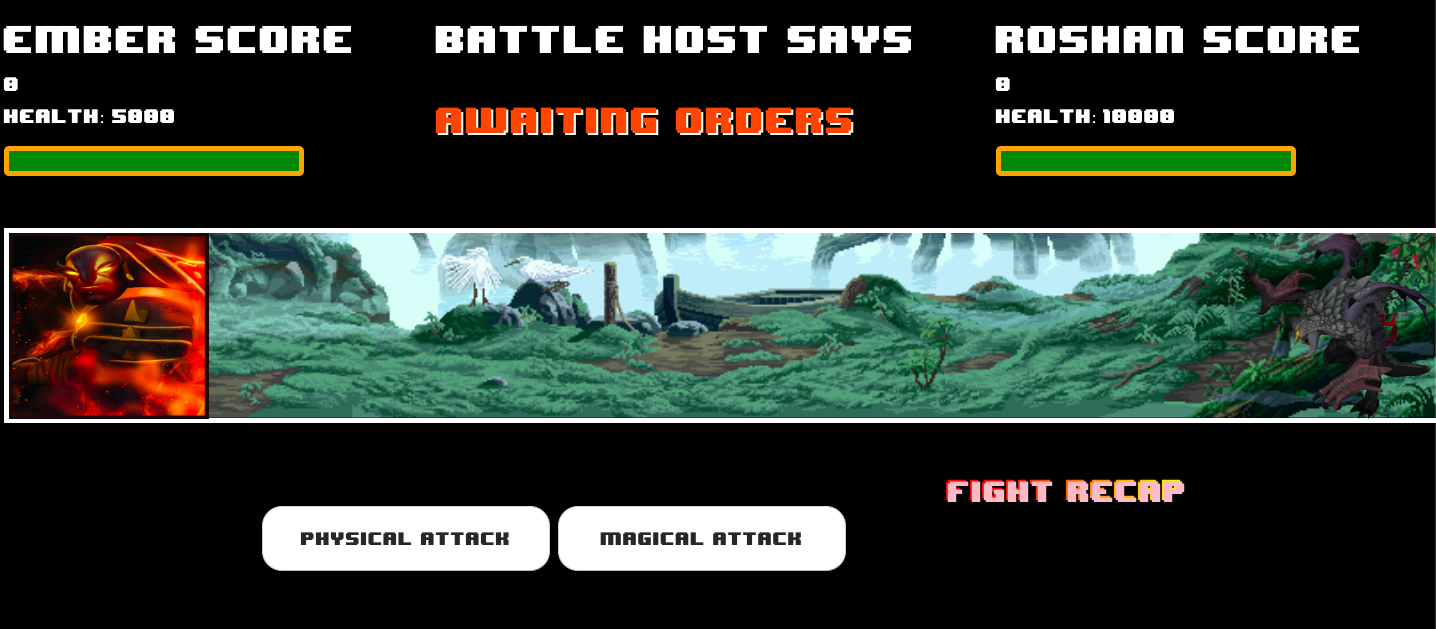 EMBER SCORE
0
HEALTH: 5000
BATTLE HOST SAYS
AWAITING ORDERS
ROSHAN SCORE
0
HEALTH: 10000
FIGHT RECAP
PHYSICAL ATTACK
MAGICAL ATTACK